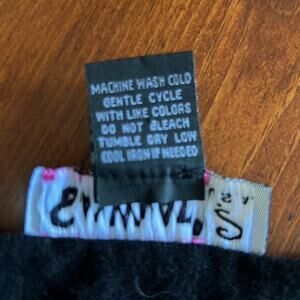 MACHINE WASH COLD
GENTLE CYCLE
WITH LIKE COLORS
DO NOT BLEACH
TUMBLE DRY LOW
COOL IRON IF NEEDED